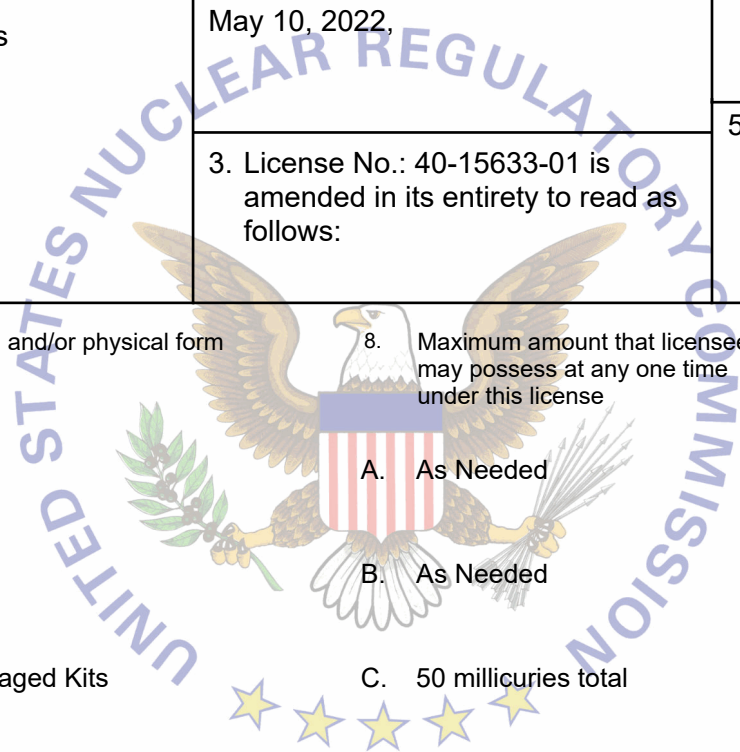 s
May 10, 2022,
5
3. License No.: 40-15633-01 is
amended in its entirety to read as
follows:
and/or physical form
8. Maximum amount that licensee
may possess at any one time
under this license
A. As Needed
B. As Needed
aged Kits
C. 50 millicuries total
UNITED STATES NUCLEAR REGULATORY COMMISSION